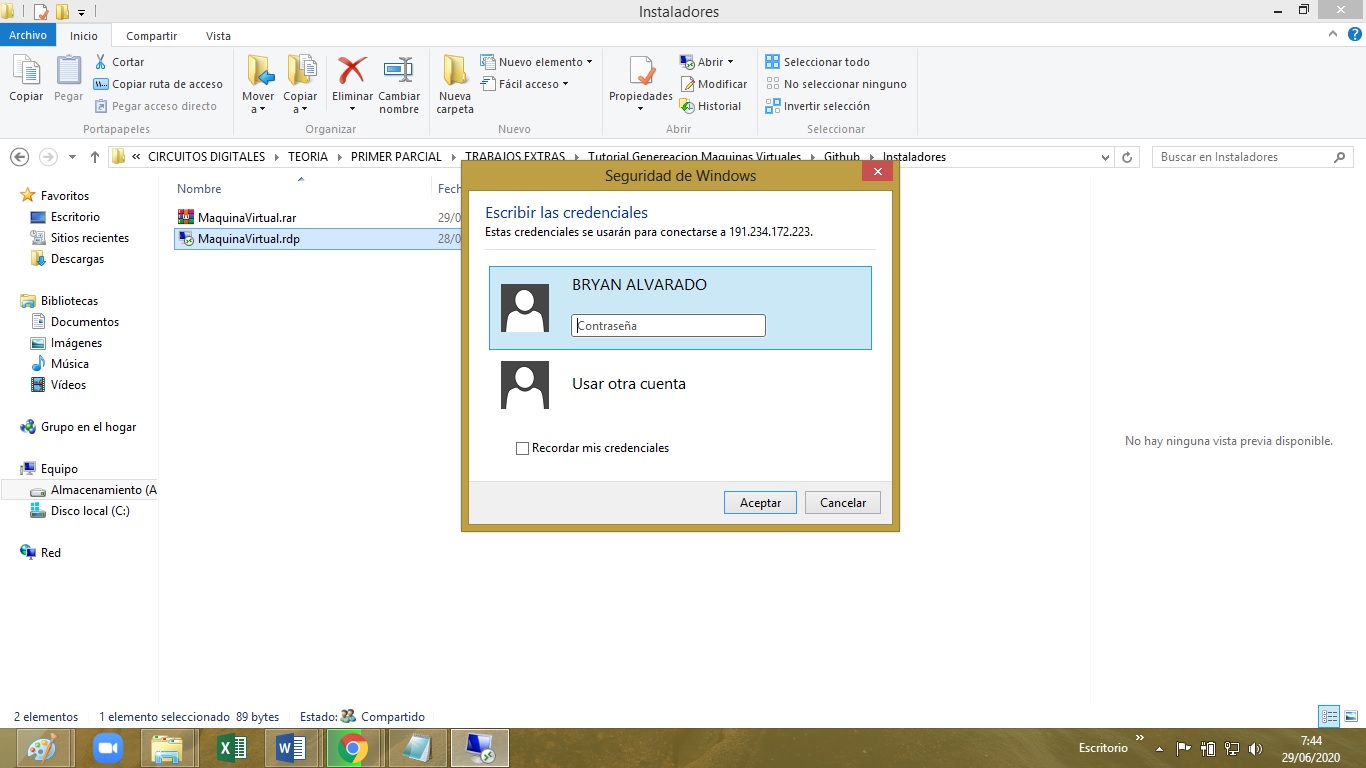 Instaladores
Archivo Inicio Compartir Vista
Copiar Pegar Cortar Copiar ruta de acceso Pegar acceso directo
Portapapeles
Mover a Copiar a Eliminar Cambiar nombre
Organizar
Nueva carpeta Nuevo elemento Fácil acceso
Nuevo
Propiedades Abrir Modificar Historial
Abrir
Seleccionar todo
No seleccionar ninguno
Invertir selección
Seleccionar
« CIRCUITOS DIGITALES TEORIA PRIMER PARCIAL TRABAJOS EXTRAS Tutorial Genereacion Maquinas Virtuales Github Instaladores
Buscar en Instaladores
Favoritos
Escritorio
Sitios recientes
Descargas
Bibliotecas
Documentos
Imágenes
Música
Vídeos
Grupo en el hogar
Equipo
Almacenamiento (A
Disco local (C:)
Red
Nombre Fech
MaquinaVirtual.rar 29/0
MaquinaVirtual.rdp 28/0
Seguridad de Windows
Escribir las credenciales
Estas credenciales se usarán para conectarse a 191.234.172.223.
BRYAN ALVARADO
Contraseña
Usar otra cuenta
Recordar mis credenciales
Aceptar Cancelar
No hay ninguna vista previa disponible.
2 elementos 1 elemento seleccionado 89 bytes Estado: Compartido
Escritorio » 7:44
29/06/2020